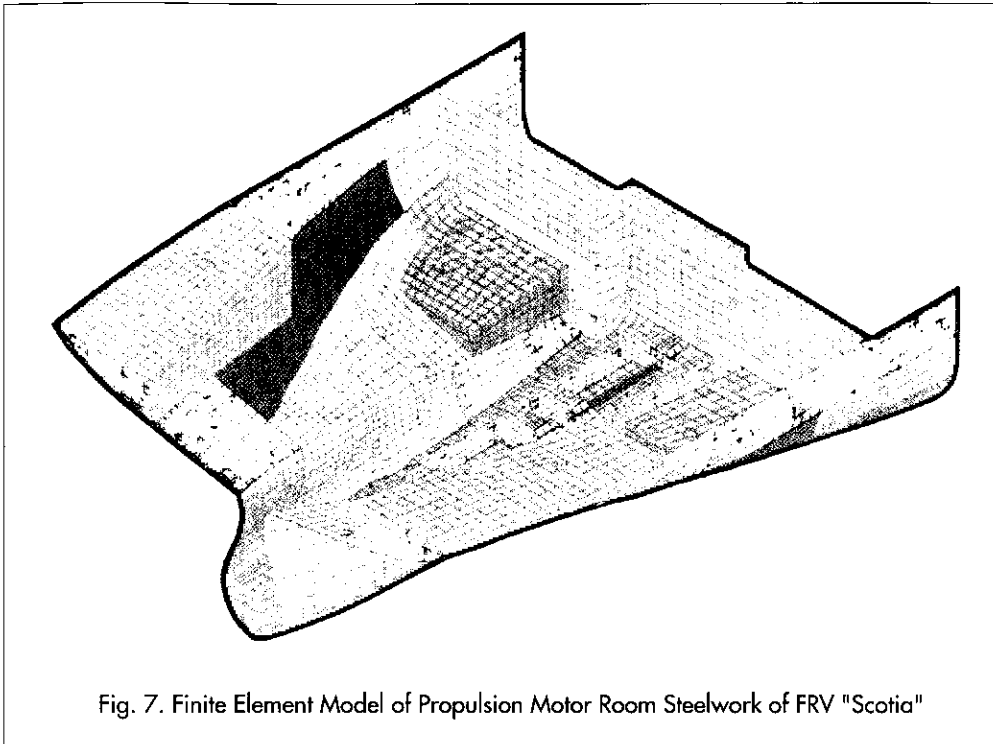 Fig. 7. Finite Element Model of Propulsion Motor Room Steelwork of FRV "Scotia"